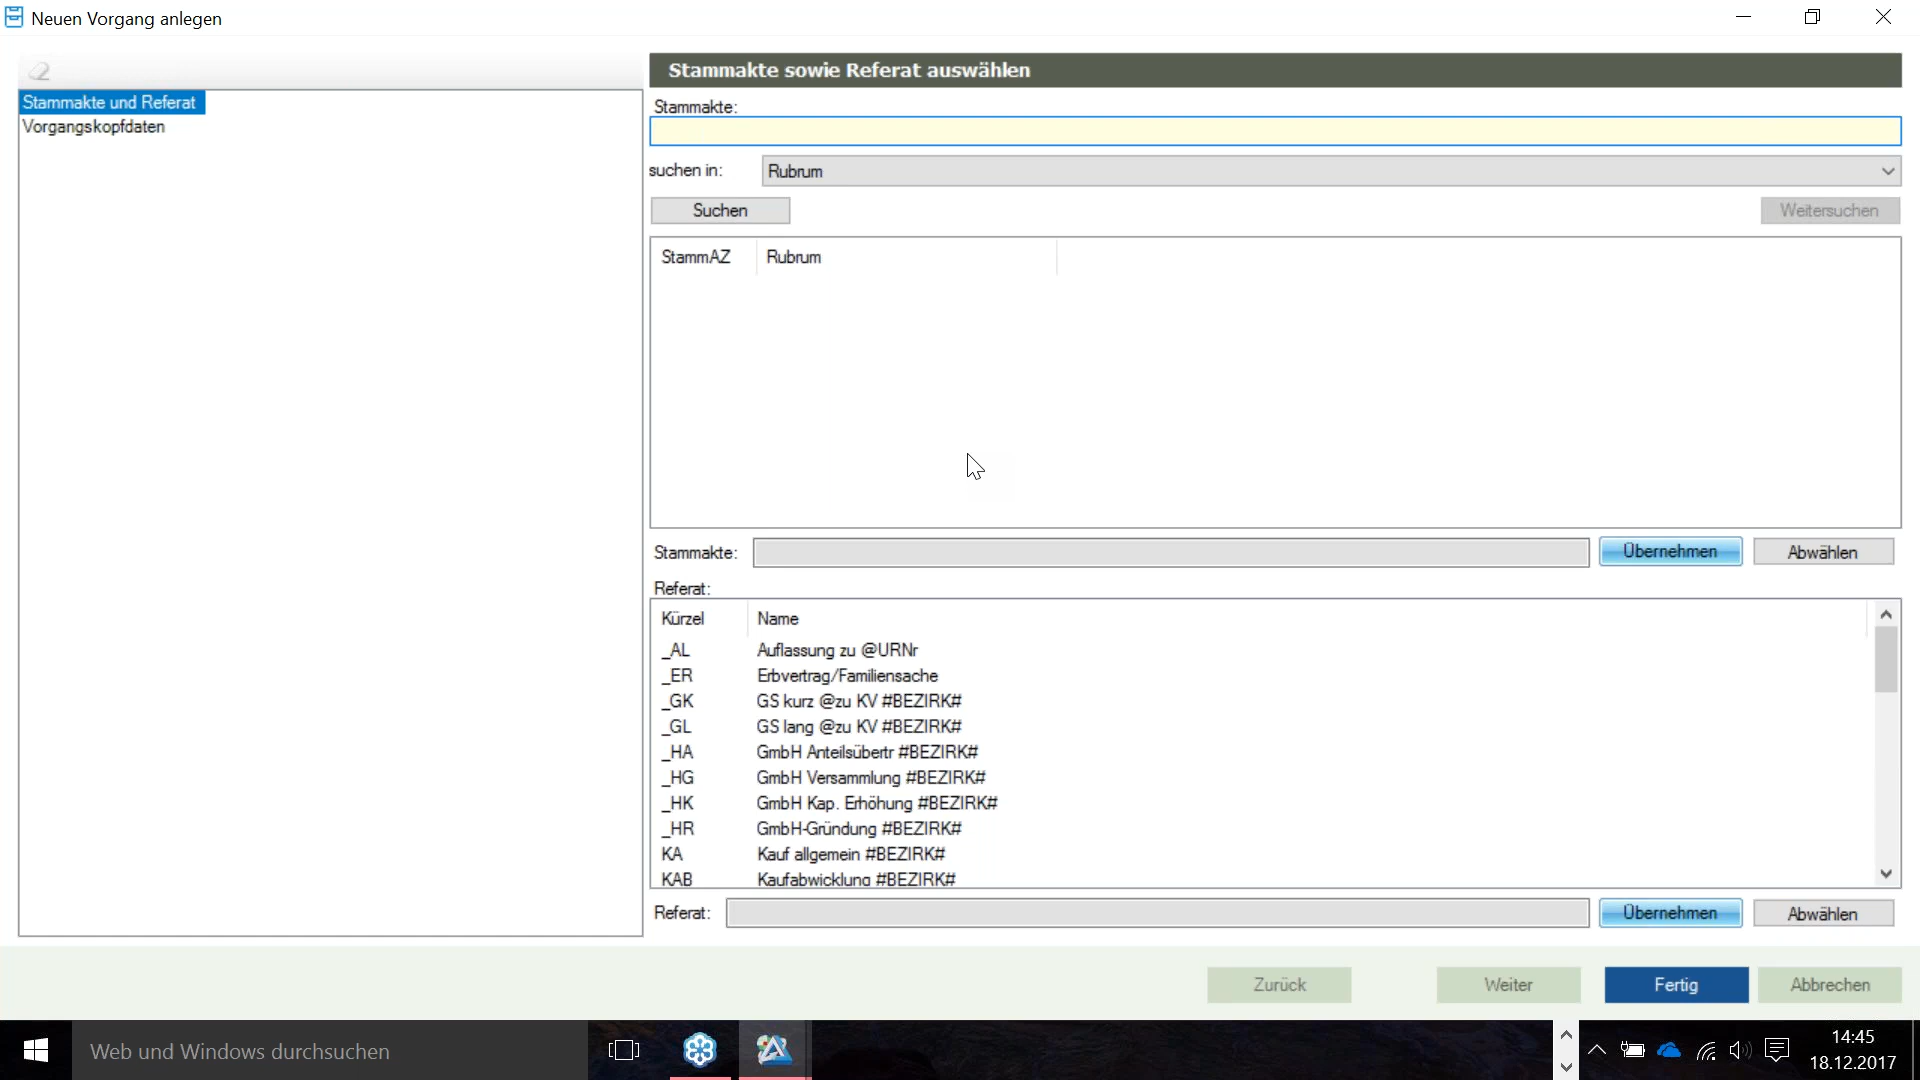 Neuen Vorgang anlegen
Stammakte und Referat
Vorgangskopfdaten
Stammakte sowie Referat auswählen
Stammakte:
suchen in: Rubrum
Suchen Weitersuchen
StammAZ Rubrum
Stammakte: Übernehmen Abwählen
Referat:
Kürzel Name
_AL Auflassung zu @URNr
_ER Erbvertrag/Familiensache
_GK GS kurz @zu KV #BEZIRK#
_GL GS lang @zu KV #BEZIRK#
_HA GmbH Anteilsübertr #BEZIRK#
_HG GmbH Versammlung #BEZIRK#
_HK GmbH Kap. Erhöhung #BEZIRK#
_HR GmbH-Gründung #BEZIRK#
KA Kauf allgemein #BEZIRK#
KAB Kaufabwicklung #BEZIRK#
Referat: Übernehmen Abwählen
Zurück Weiter Fertig Abbrechen
Web und Windows durchsuchen
14:45
18.12.2017